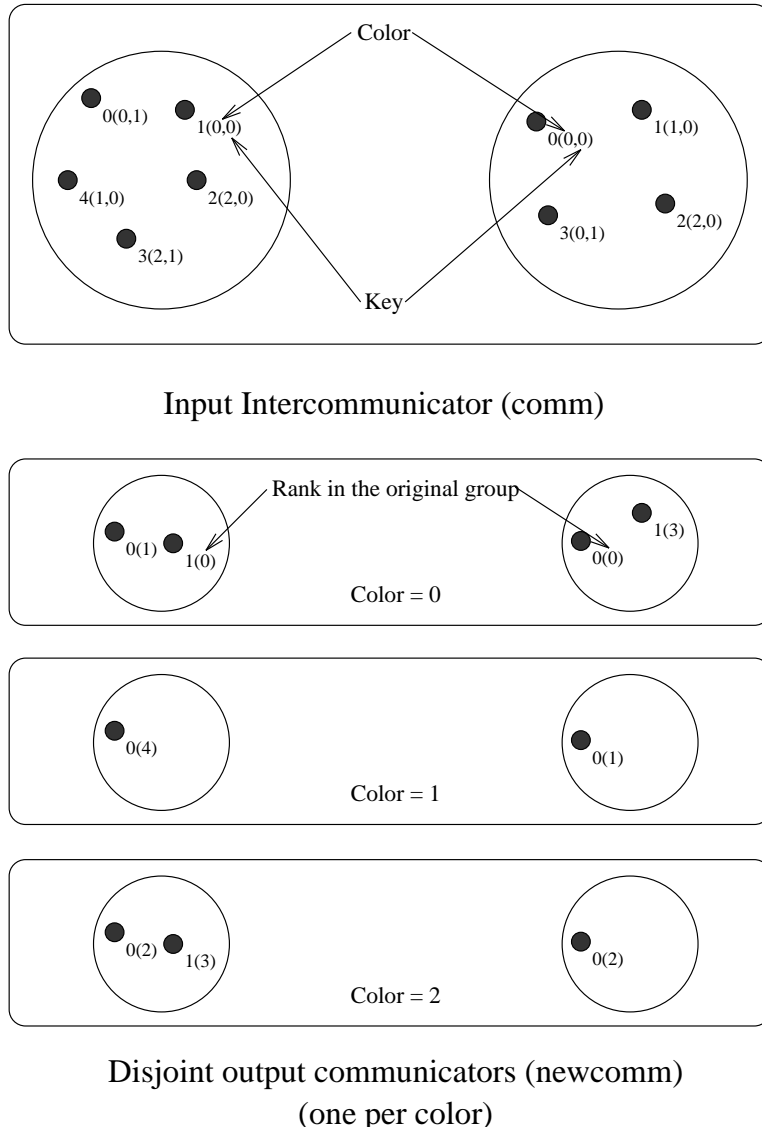 Color
0(0,1)
1(0,0)
0(0,0)
1(1,0)
4(1,0)
2(2,0)
3(0,1)
2(2,0)
3(2,1)
Key
Input Intercommunicator (comm)
Rank in the original group
0(1)
1(0)
0(0)
1(3)
Color = 0
0(4)
0(1)
Color = 1
0(2)
1(3)
0(2)
Color = 2
Disjoint output communicators (newcomm)
(one per color)